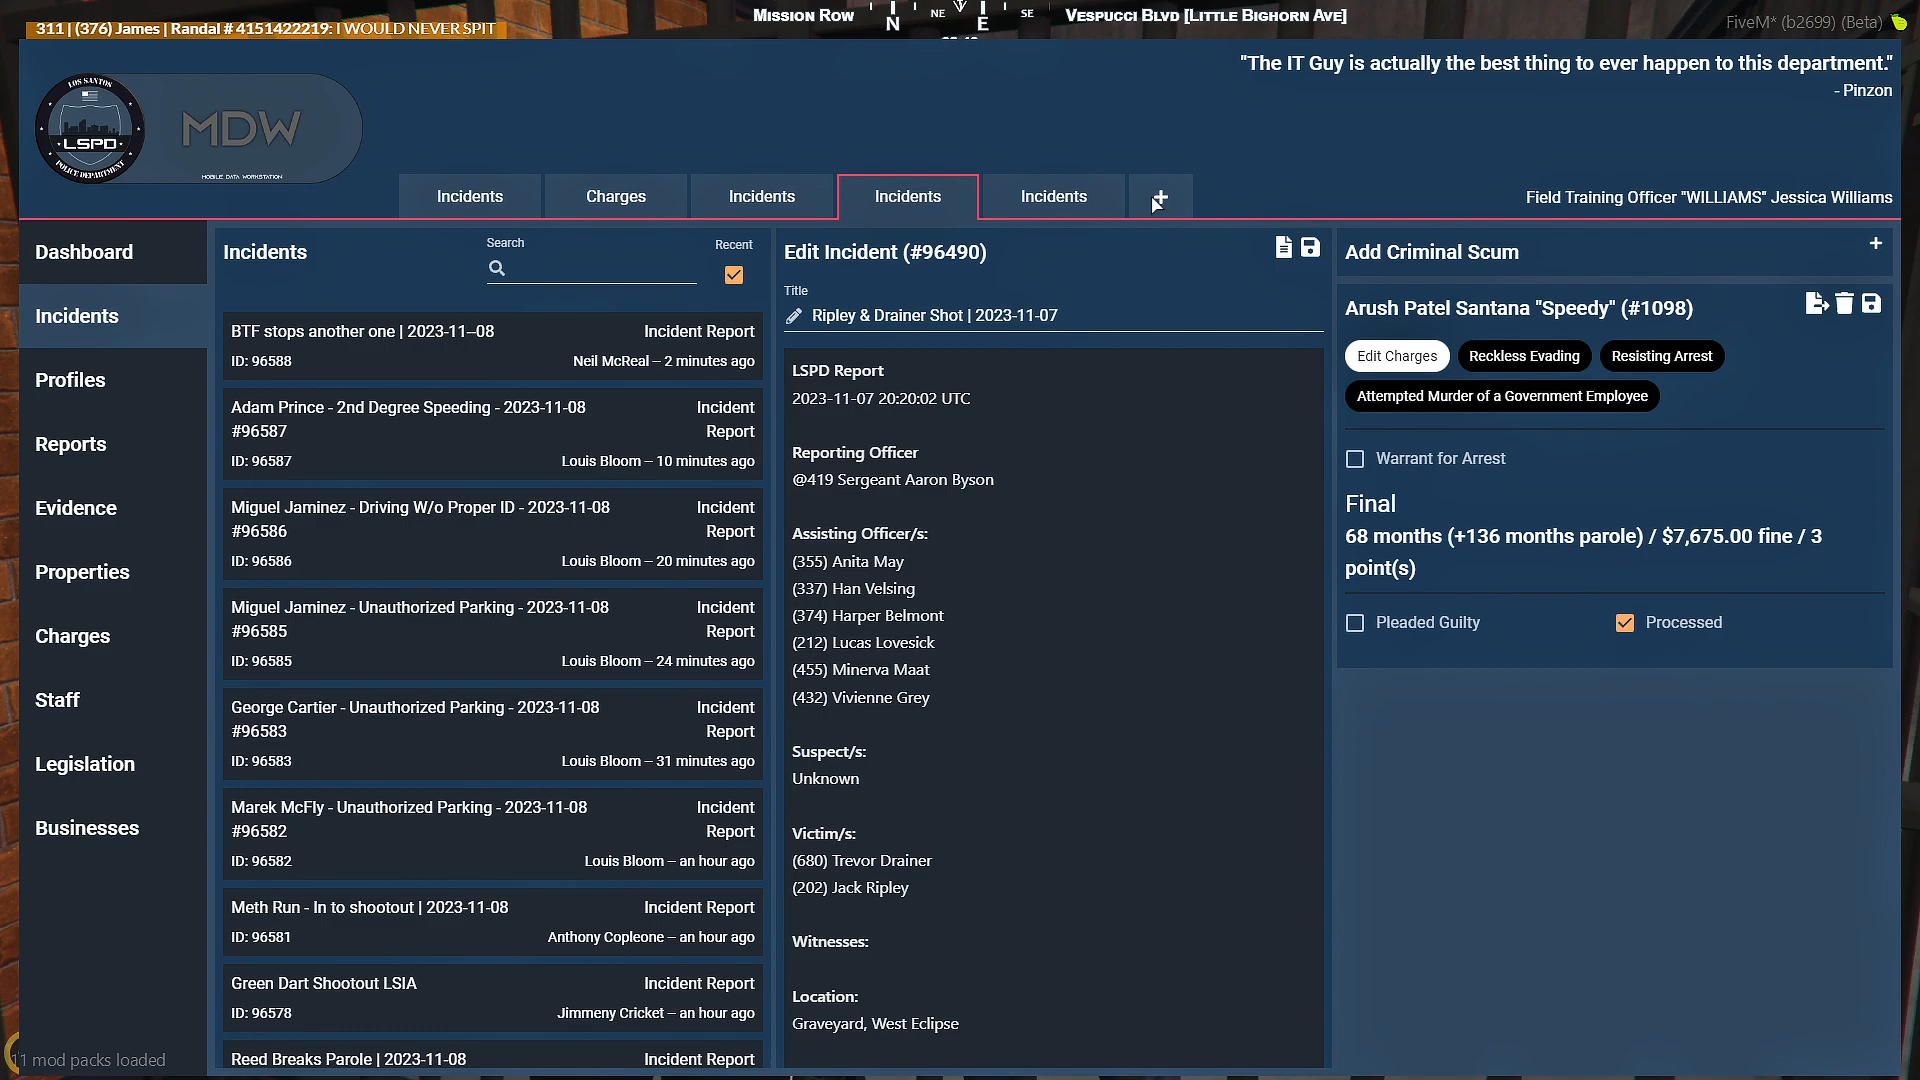 311 | (376) James | Randal # 4151422219: I WOULD NEVER SPIT
Mission Row
N
NE
E
SE
Vespucci Blvd [Little Bighorn Ave]
FiveM* (b2699) (Beta)
"The IT Guy is actually the best thing to ever happen to this department."
- Pinzon
LOS SANTOS
LSPD
POLICE DEPARTMENT
MDW
MOBILE DATA WORKSTATION
Incidents
Charges
Incidents
Incidents
Incidents
+
Field Training Officer "WILLIAMS" Jessica Williams
Dashboard
Incidents
Profiles
Reports
Evidence
Properties
Charges
Staff
Legislation
Businesses
Incidents
Search
Recent
BTF stops another one | 2023-11--08
Incident Report
ID: 96588
Neil McReal – 2 minutes ago
Adam Prince - 2nd Degree Speeding - 2023-11-08
#96587
Incident
Report
ID: 96587
Louis Bloom – 10 minutes ago
Miguel Jaminez - Driving W/o Proper ID - 2023-11-08
#96586
Incident
Report
ID: 96586
Louis Bloom – 20 minutes ago
Miguel Jaminez - Unauthorized Parking - 2023-11-08
#96585
Incident
Report
ID: 96585
Louis Bloom – 24 minutes ago
George Cartier - Unauthorized Parking - 2023-11-08
#96583
Incident
Report
ID: 96583
Louis Bloom – 31 minutes ago
Marek McFly - Unauthorized Parking - 2023-11-08
#96582
Incident
Report
ID: 96582
Louis Bloom – an hour ago
Meth Run - In to shootout | 2023-11-08
Incident Report
ID: 96581
Anthony Copleone – an hour ago
Green Dart Shootout LSIA
Incident Report
ID: 96578
Jimmeny Cricket – an hour ago
Reed Breaks Parole | 2023-11-08
Incident Report
Edit Incident (#96490)
Title
Ripley & Drainer Shot | 2023-11-07
LSPD Report
2023-11-07 20:20:02 UTC
Reporting Officer
@419 Sergeant Aaron Byson
Assisting Officer/s:
(355) Anita May
(337) Han Velsing
(374) Harper Belmont
(212) Lucas Lovesick
(455) Minerva Maat
(432) Vivienne Grey
Suspect/s:
Unknown
Victim/s:
(680) Trevor Drainer
(202) Jack Ripley
Witnesses:
Location:
Graveyard, West Eclipse
Add Criminal Scum
+
Arush Patel Santana "Speedy" (#1098)
Edit Charges
Reckless Evading
Resisting Arrest
Attempted Murder of a Government Employee
Warrant for Arrest
Final
68 months (+136 months parole) / $7,675.00 fine / 3
point(s)
Pleaded Guilty
Processed
11 mod packs loaded